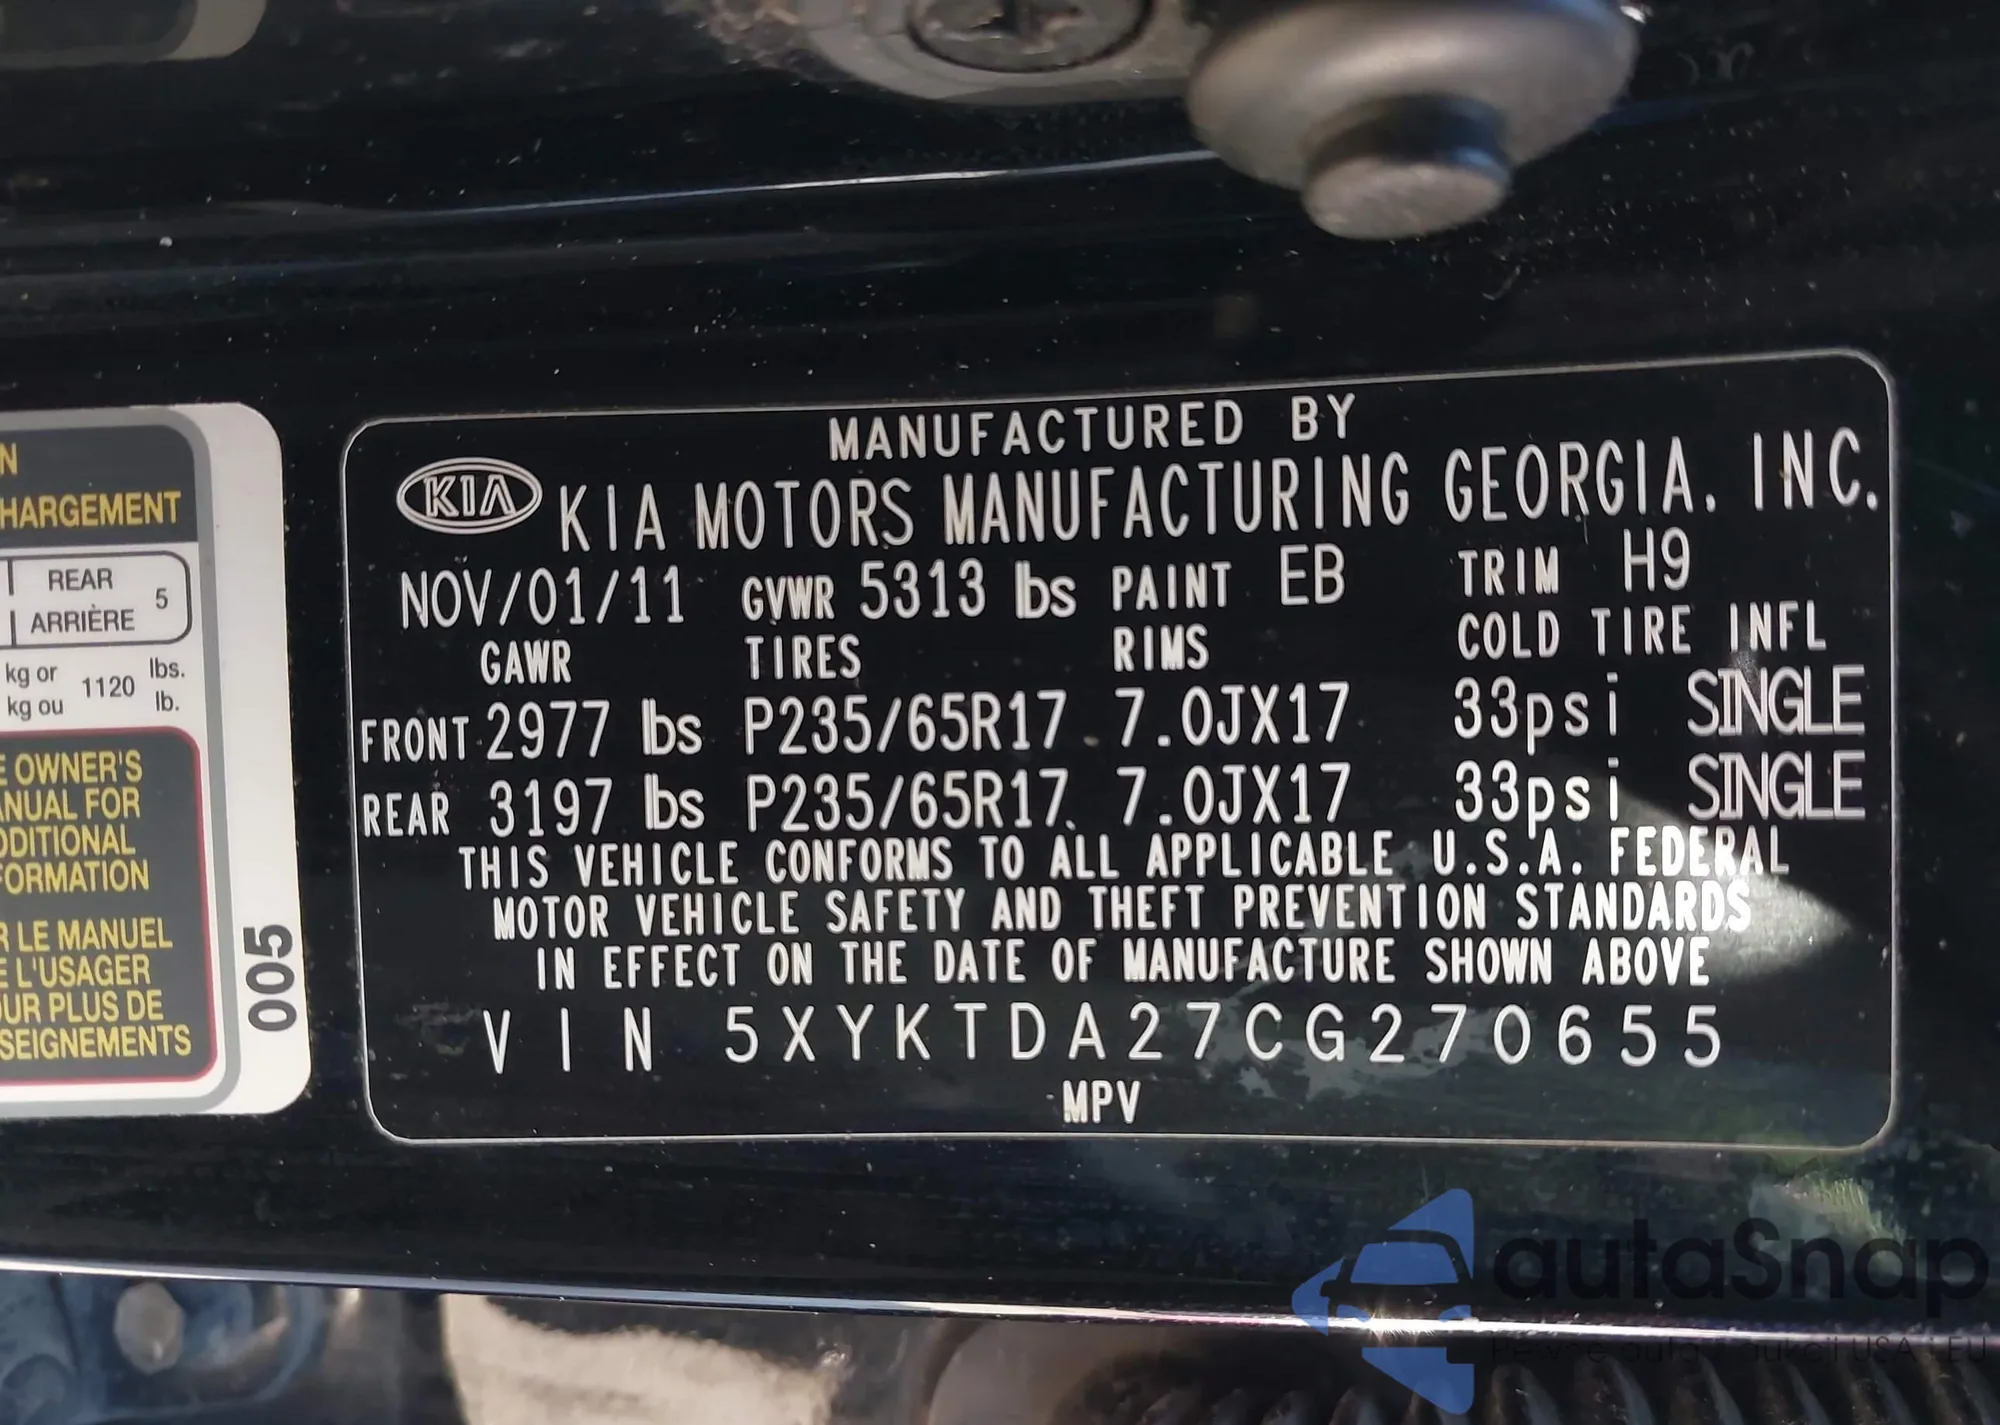 N
HARGEMENT
REAR
ARRIÈRE 5
kg or
kg ou 1120 lbs.
lb.
E OWNER'S
ANUAL FOR
DDITIONAL
FORMATION
R LE MANUEL
E L'USAGER
OUR PLUS DE
SEIGNEMENTS
005
MANUFACTURED BY
KIA KIA MOTORS MANUFACTURING GEORGIA. INC.
NOV/01/11 GVWR 5313 lbs PAINT EB TRIM H9
GAWR TIRES RIMS COLD TIRE INFL
FRONT 2977 lbs P235/65R17 7.0JX17 33psi SINGLE
REAR 3197 lbs P235/65R17 7.0JX17 33psi SINGLE
THIS VEHICLE CONFORMS TO ALL APPLICABLE U.S.A. FEDERAL
MOTOR VEHICLE SAFETY AND THEFT PREVENTION STANDARDS
IN EFFECT ON THE DATE OF MANUFACTURE SHOWN ABOVE
VIN 5XYKTDA27CG270655
MPV
autaSnap
USA
EU